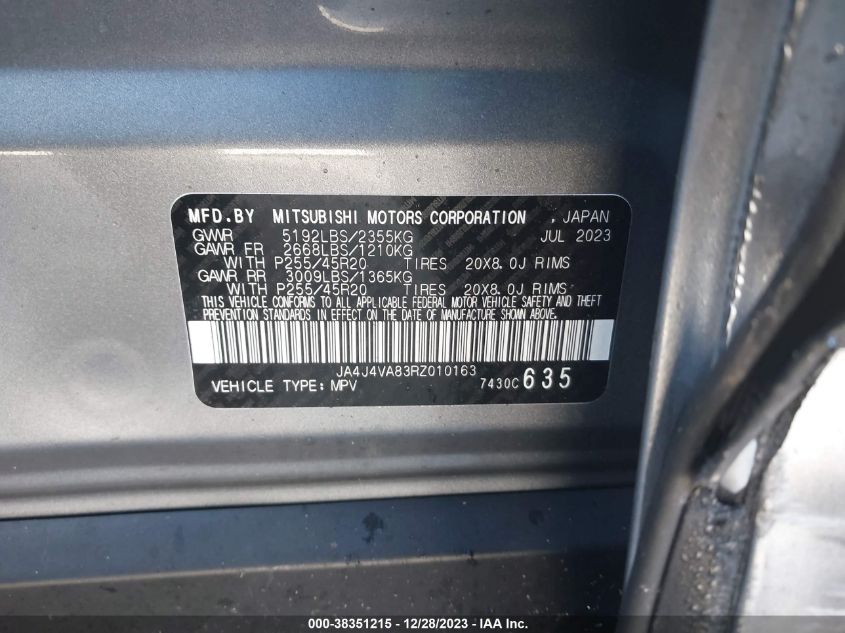 MFD.BY MITSUBISHI MOTORS CORPORATION , JAPAN
GVWR 5192LBS/2355KG JUL 2023
GAWR FR 2668LBS/1210KG
WITH P255/45R20 TIRES 20X8.0J RIMS
GAWR RR 3009LBS/1365KG
WITH P255/45R20 TIRES 20X8.0J RIMS
THIS VEHICLE CONFORMS TO ALL APPLICABLE FEDERAL MOTOR VEHICLE SAFETY AND THEFT
PREVENTION STANDARDS IN EFFECT ON THE DATE OF MANUFACTURE SHOWN ABOVE.
JA4J4VA83RZ010163
VEHICLE TYPE: MPV 7430C 635
000-38351215 - 12/28/2023 - IAAI.COM